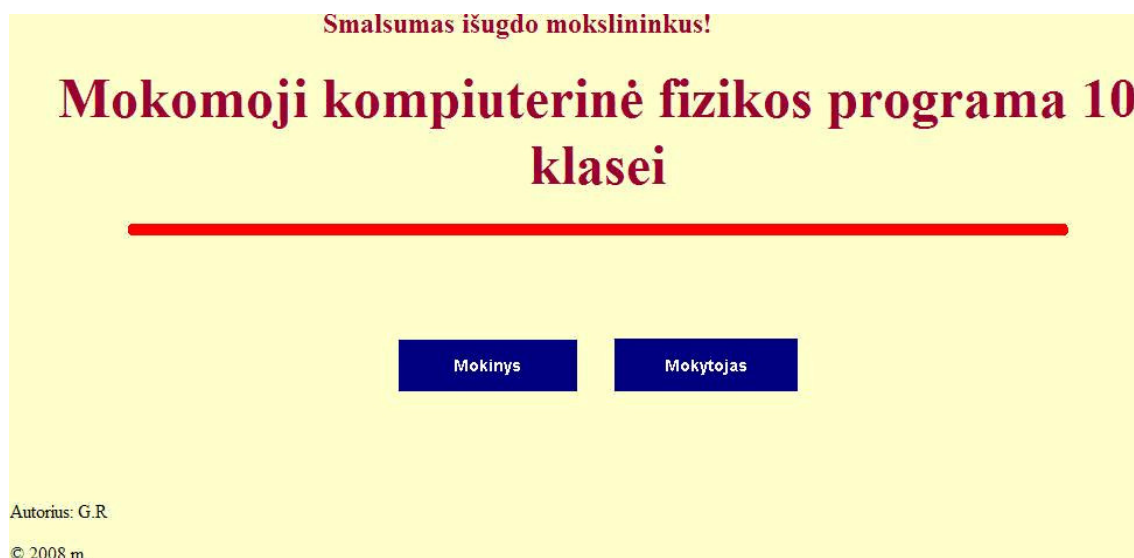 Smalsumas išugdo mokslininkus!
Mokomoji kompiuterinė fizikos programa 10
klasei
Mokinys Mokytojas
Autorius: G.R
© 2008 m